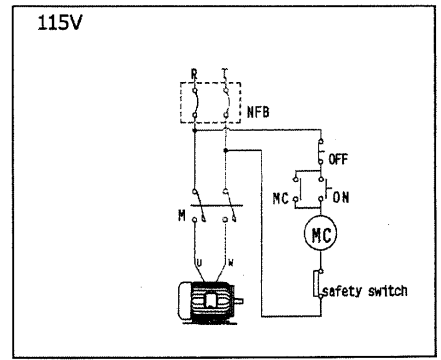 115V
R T
NFB
OFF
MC ON
M
MC
U W
safety switch